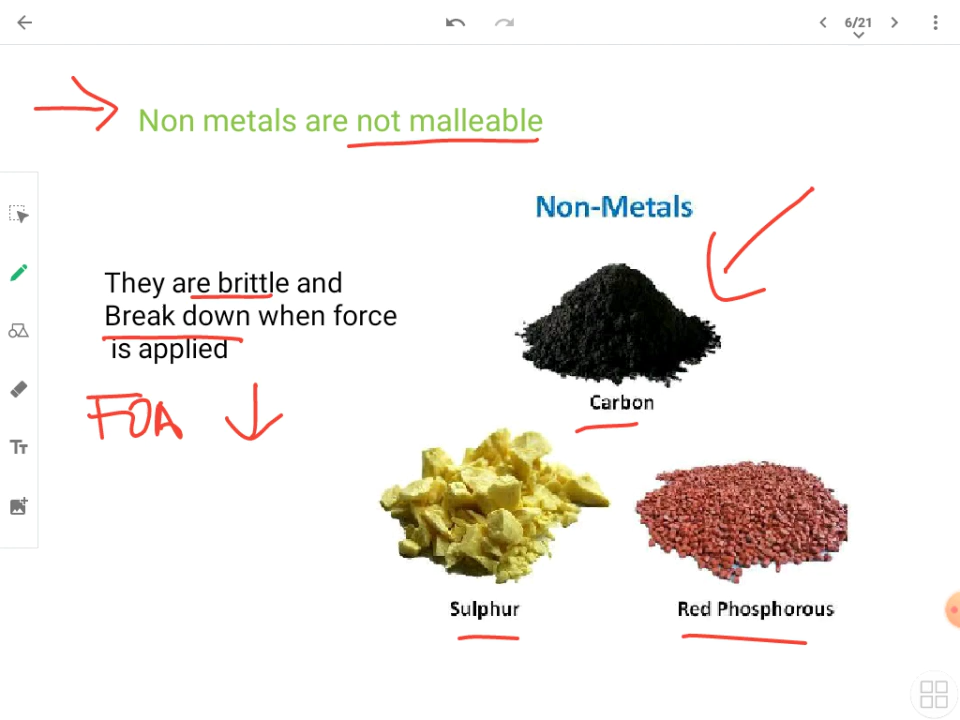 6/21
Non metals are not malleable
Non-Metals
They are brittle and
Break down when force
is applied
Carbon
FOA
Sulphur
Red Phosphorous
Tт